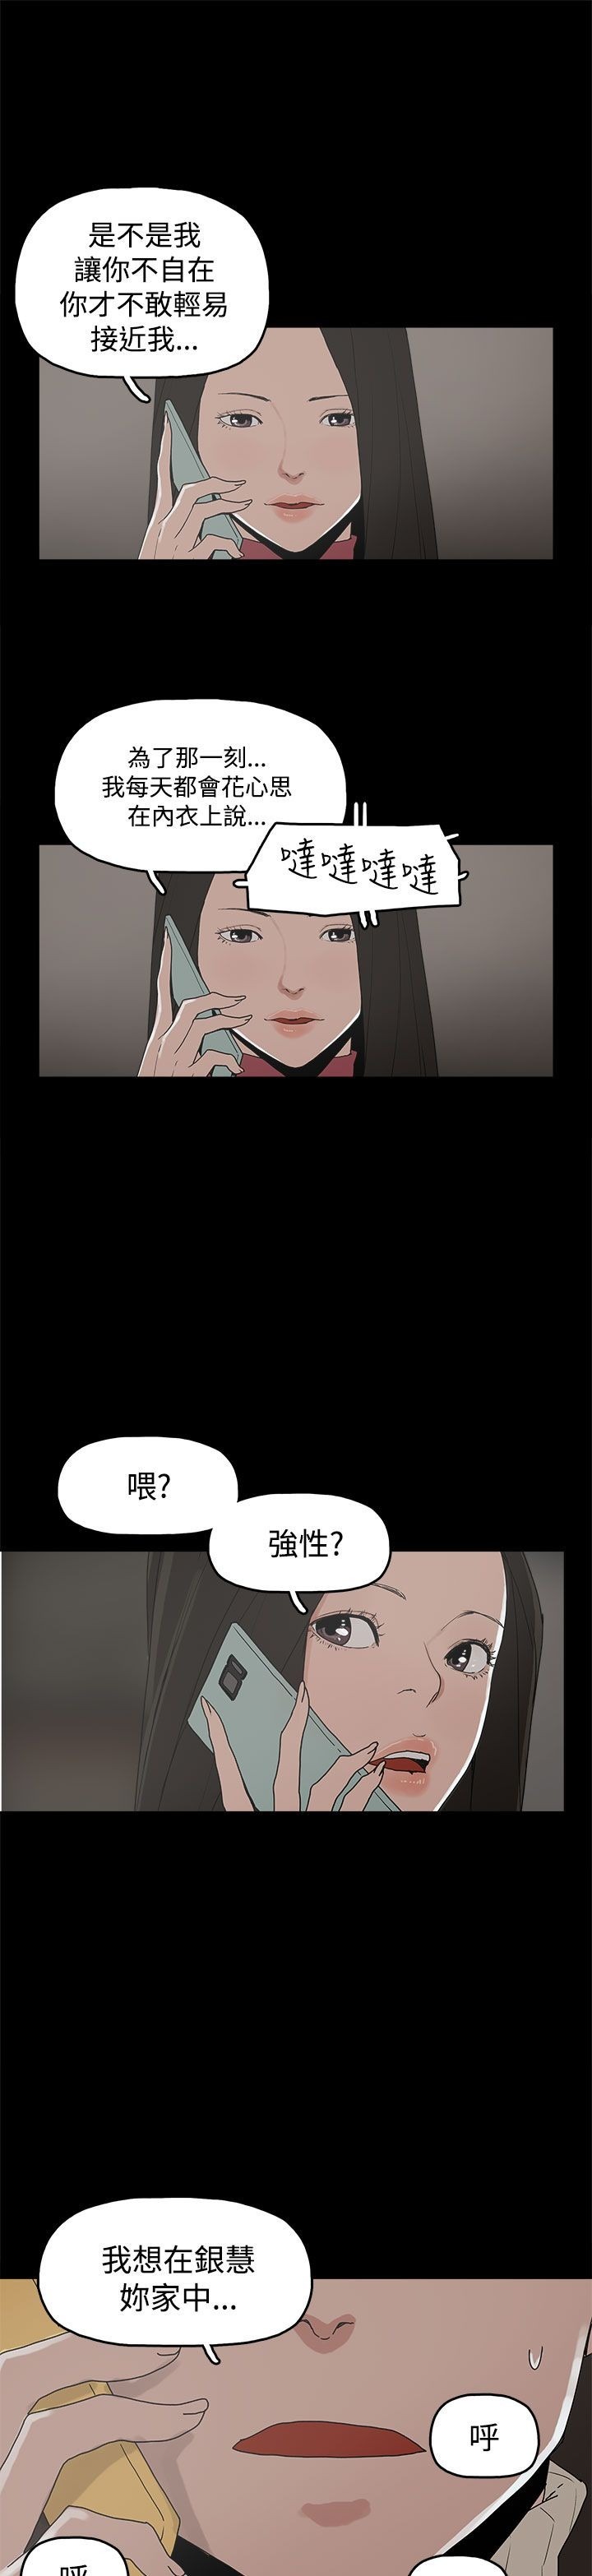 是不是我
讓你不自在
你才不敢輕易
接近我...
為了那一刻...
我每天都會花心思
在內衣上說...
噠噠噠噠
喂?
強性?
我想在銀慧
妳家中...
呼
呼